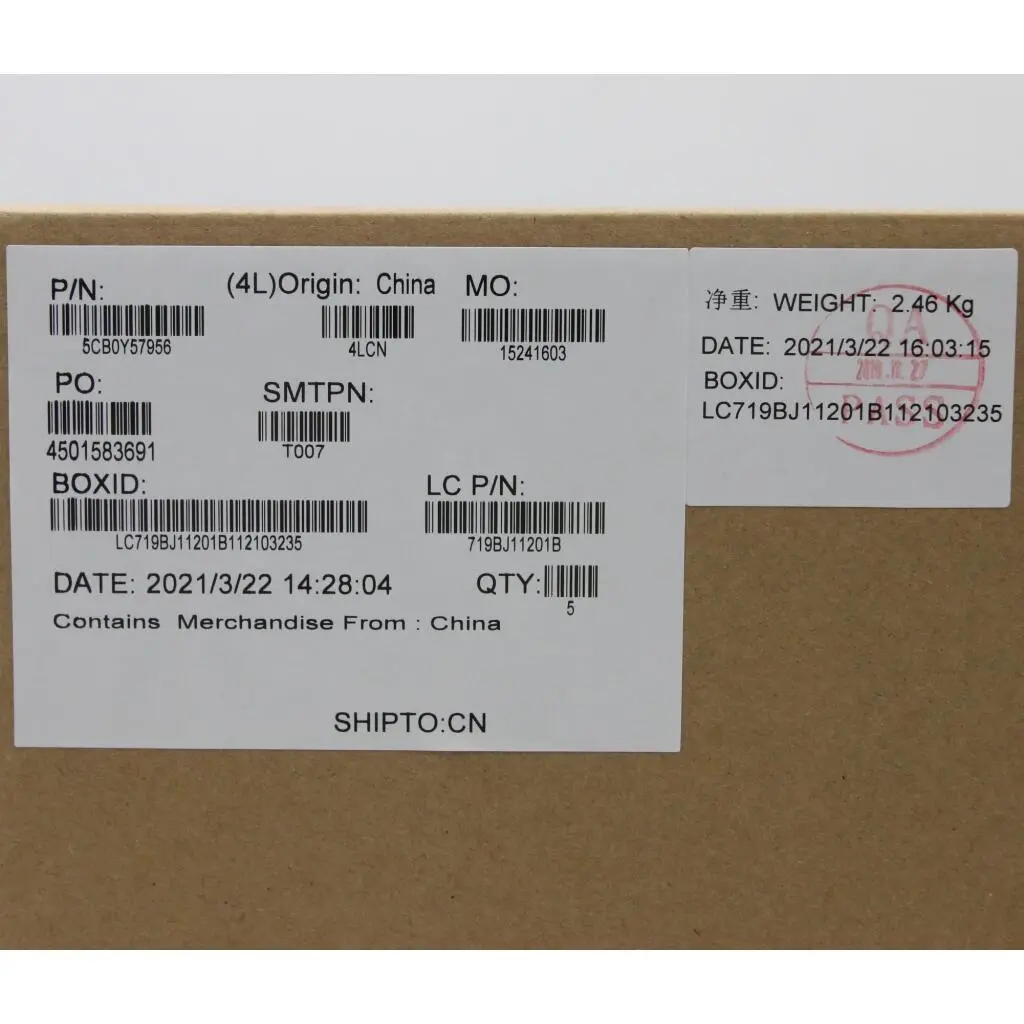 P/N: (4L)Origin: China MO:
5CB0Y57956 4LCN 15241603
PO: SMTPN:
4501583691 T007
BOXID: LC P/N:
LC719BJ11201B112103235 719BJ11201B
DATE: 2021/3/22 14:28:04 QTY:
5
Contains Merchandise From : China
SHIPTO:CN
净重: WEIGHT: 2.46 Kg
DATE: 2021/3/22 16:03:15
BOXID:
LC719BJ11201B112103235
QA
PASS